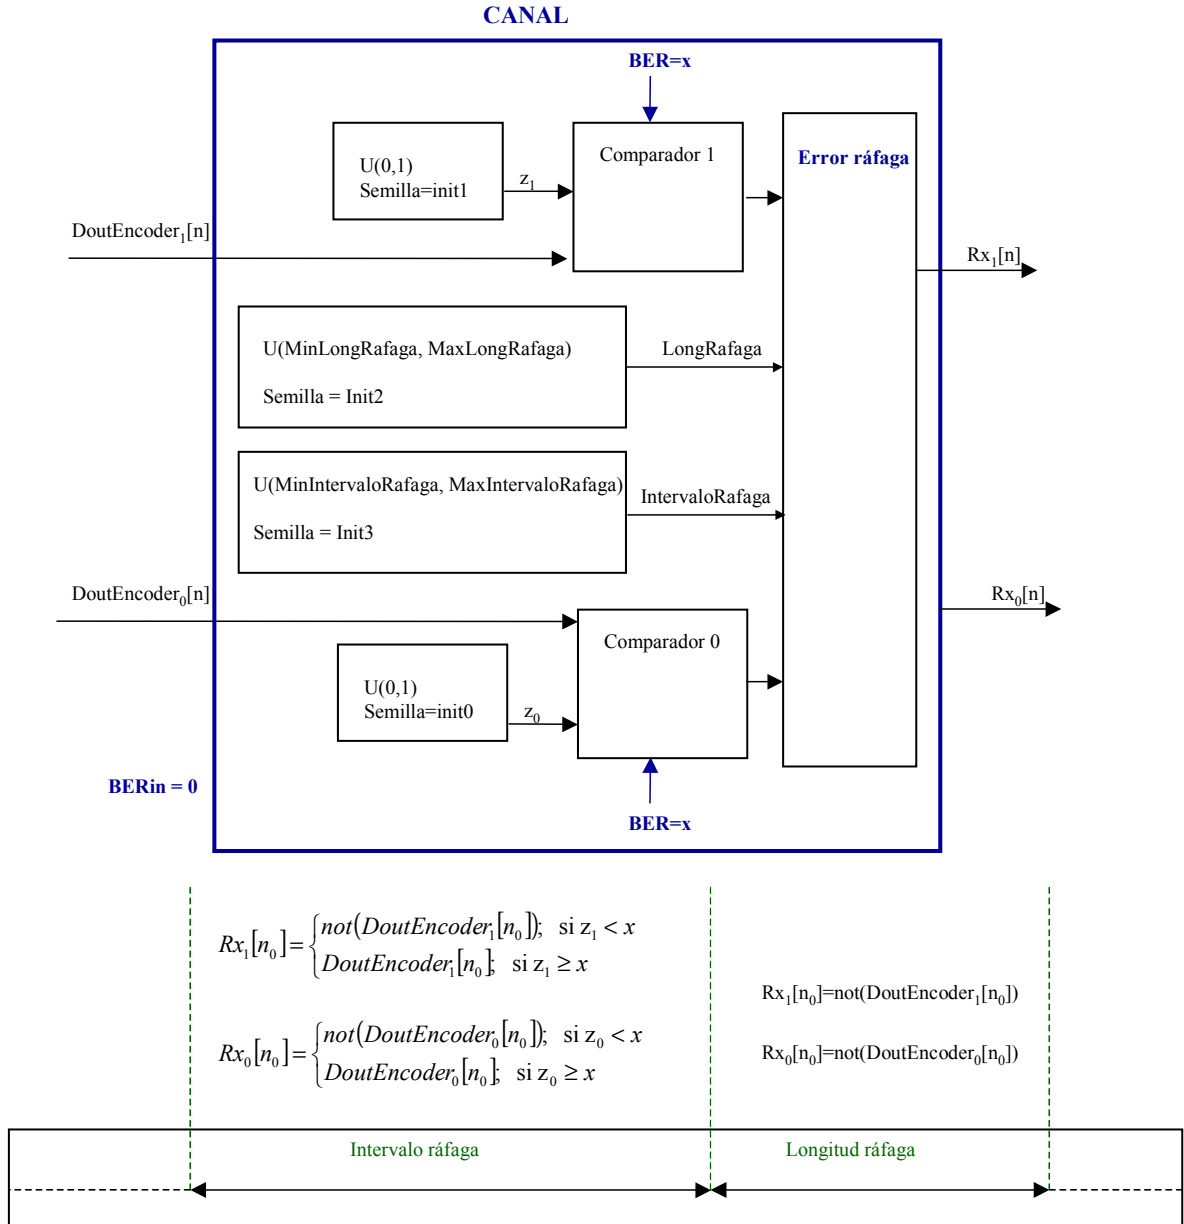 CANAL
BER=x
U(0,1)
Semilla=init1
z₁
Comparador 1
Error ráfaga
DoutEncoder₁[n]
Rx₁[n]
U(MinLongRafaga, MaxLongRafaga)
Semilla = Init2
LongRafaga
U(MinIntervaloRafaga, MaxIntervaloRafaga)
Semilla = Init3
IntervaloRafaga
DoutEncoder₀[n]
Rx₀[n]
Comparador 0
U(0,1)
Semilla=init0
z₀
BERin = 0
BER=x
Rx₁[n₀] = { not(DoutEncoder₁[n₀]); si z₁ < x
DoutEncoder₁[n₀]; si z₁ ≥ x
Rx₀[n₀] = { not(DoutEncoder₀[n₀]); si z₀ < x
DoutEncoder₀[n₀]; si z₀ ≥ x
Rx₁[n₀]=not(DoutEncoder₁[n₀])
Rx₀[n₀]=not(DoutEncoder₀[n₀])
Intervalo ráfaga
Longitud ráfaga